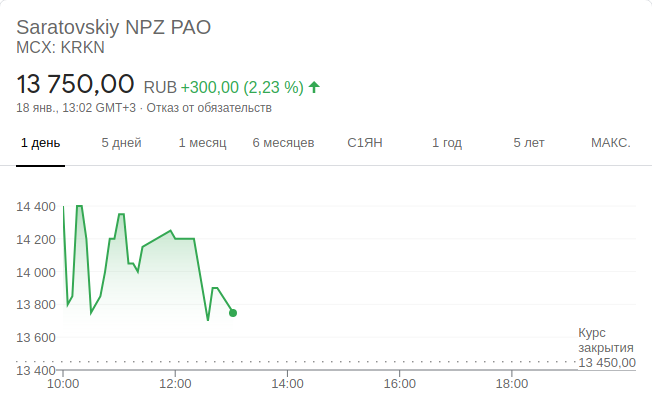 Saratovskiy NPZ PAO
MCX: KRKN
13 750,00 RUB +300,00 (2,23 %)
18 янв., 13:02 GMT+3 · Отказ от обязательств
1 день 5 дней 1 месяц 6 месяцев С1ЯН 1 год 5 лет МАКС.
14 400
14 200
14 000
13 800
13 600
13 400
Курс
закрытия
13 450,00
10:00 12:00 14:00 16:00 18:00